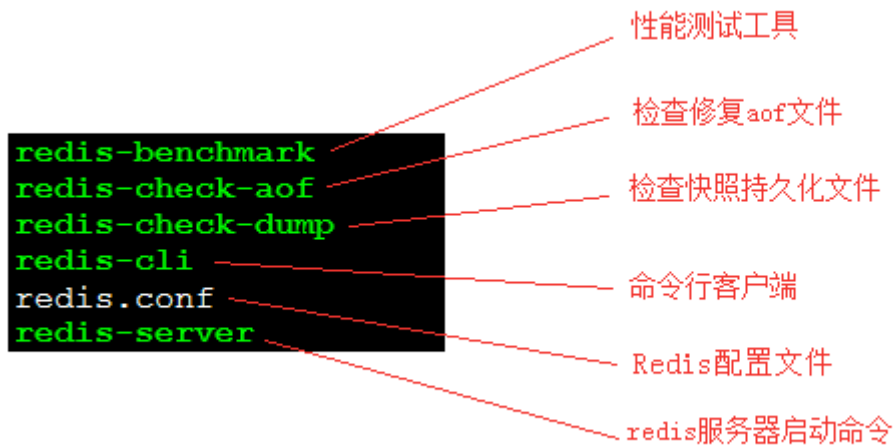 性能测试工具
检查修复aof文件
redis-benchmark
redis-check-aof
检查快照持久化文件
redis-check-dump
redis-cli
命令行客户端
redis.conf
redis-server
Redis配置文件
redis服务器启动命令